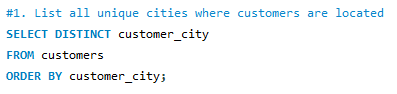 #1. List all unique cities where customers are located
SELECT DISTINCT customer_city
FROM customers
ORDER BY customer_city;